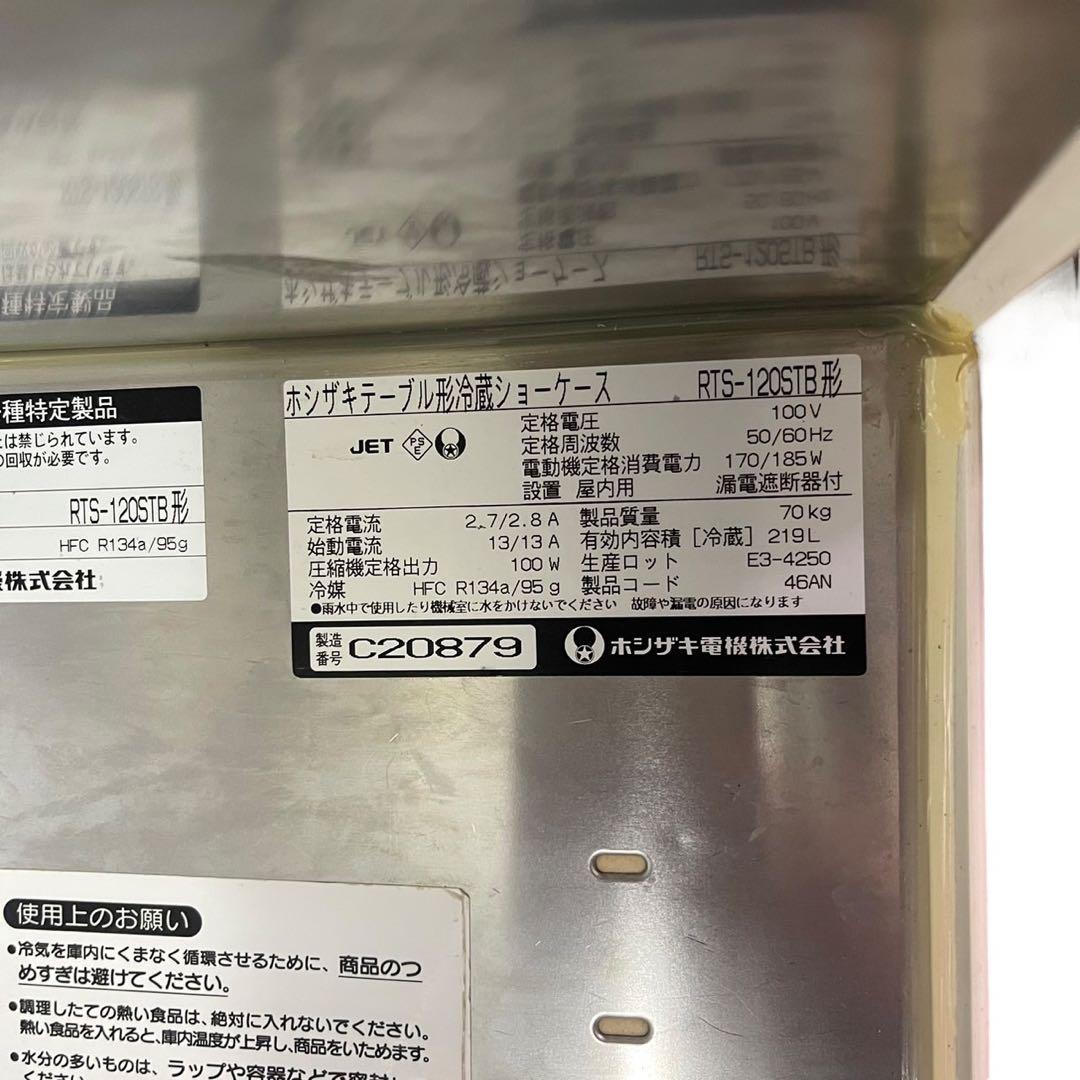 種特定製品
とは禁じられています。
の回収が必要です。
RTS-120STB形
HFC R134a/95g
機株式会社
ホシザキテーブル形冷蔵ショーケース RTS-120STB形
JET PSE
定格電圧 100V
定格周波数 50/60Hz
電動機定格消費電力 170/185W
設置 屋内用 漏電遮断器付
定格電流 2.7/2.8 A 製品質量 70kg
始動電流 13/13 A 有効内容積［冷蔵］ 219L
圧縮機定格出力 100 W 生産ロット E3-4250
冷媒 HFC R134a/95 g 製品コード 46AN
●雨水中で使用したり機械室に水をかけないでください 故障や漏電の原因になります
製造番号 C20879 ホシザキ電機株式会社
使用上のお願い
●冷気を庫内にくまなく循環させるために、商品のつ
めすぎは避けてください。
●調理したての熱い食品は、絶対に入れないでください。
熱い食品を入れると、庫内温度が上昇し、商品をいためます。
●水分の多いものは、ラップや容器などで密封し
ください